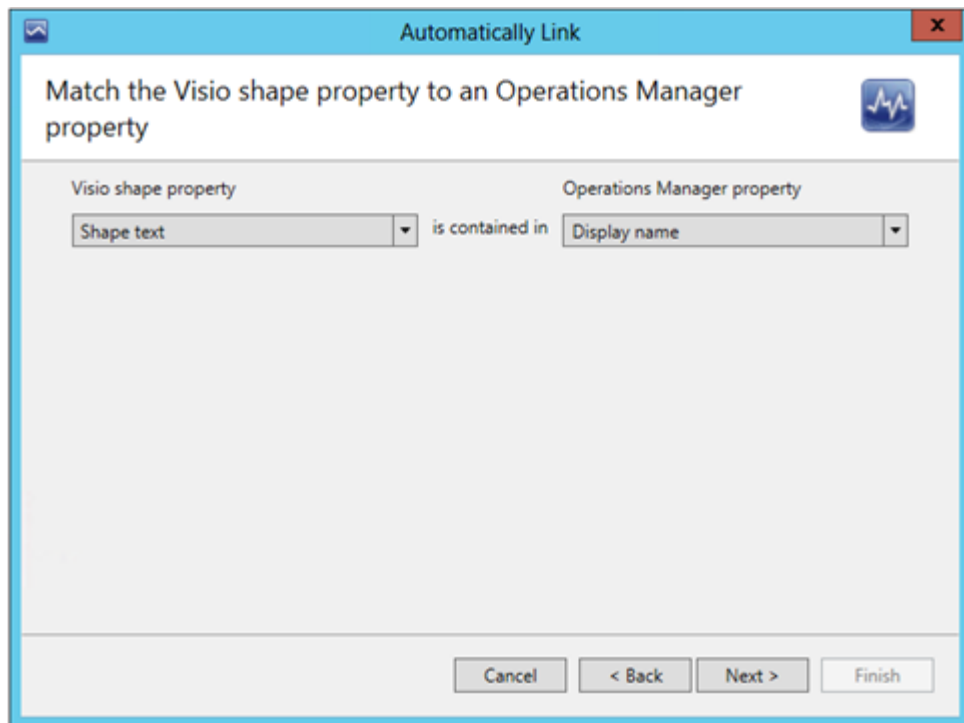 Automatically Link
x
Match the Visio shape property to an Operations Manager
property
Visio shape property
Operations Manager property
Shape text
is contained in
Display name
Cancel
< Back
Next >
Finish